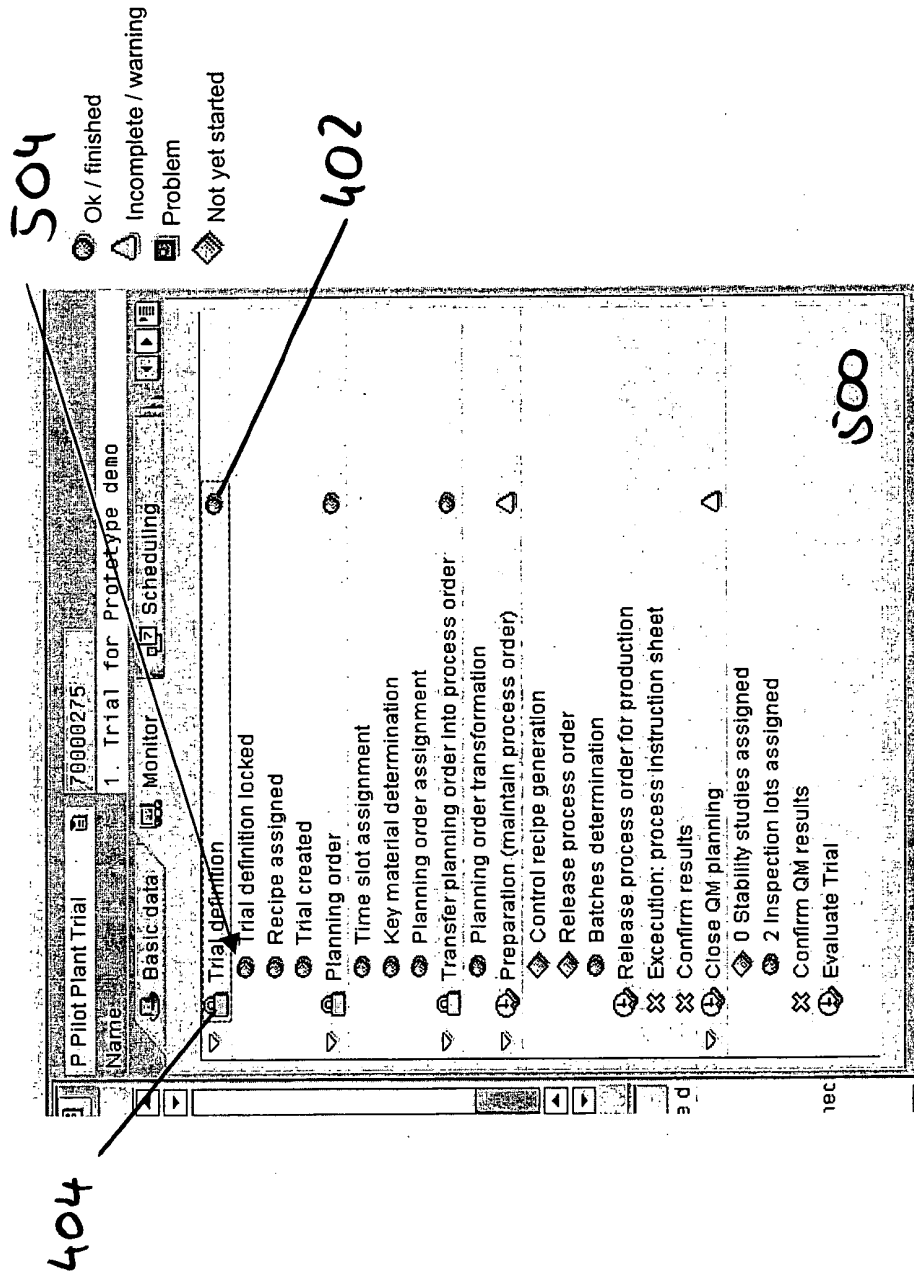 504
Ok / finished
Incomplete / warning
Problem
Not yet started
402
404
P Pilot Plant Trial 70000275
Name 1. Trial for Prototype demo
Basic data Monitor Scheduling
Trial definition
Trial definition locked
Recipe assigned
Trial created
Planning order
Time slot assignment
Key material determination
Planning order assignment
Transfer planning order into process order
Planning order transformation
Preparation (maintain process order)
Control recipe generation
Release process order
Batches determination
Release process order for production
Excecution: process instruction sheet
Confirm results
Close QM planning
0 Stability studies assigned
2 Inspection lots assigned
Confirm QM results
Evaluate Trial
500